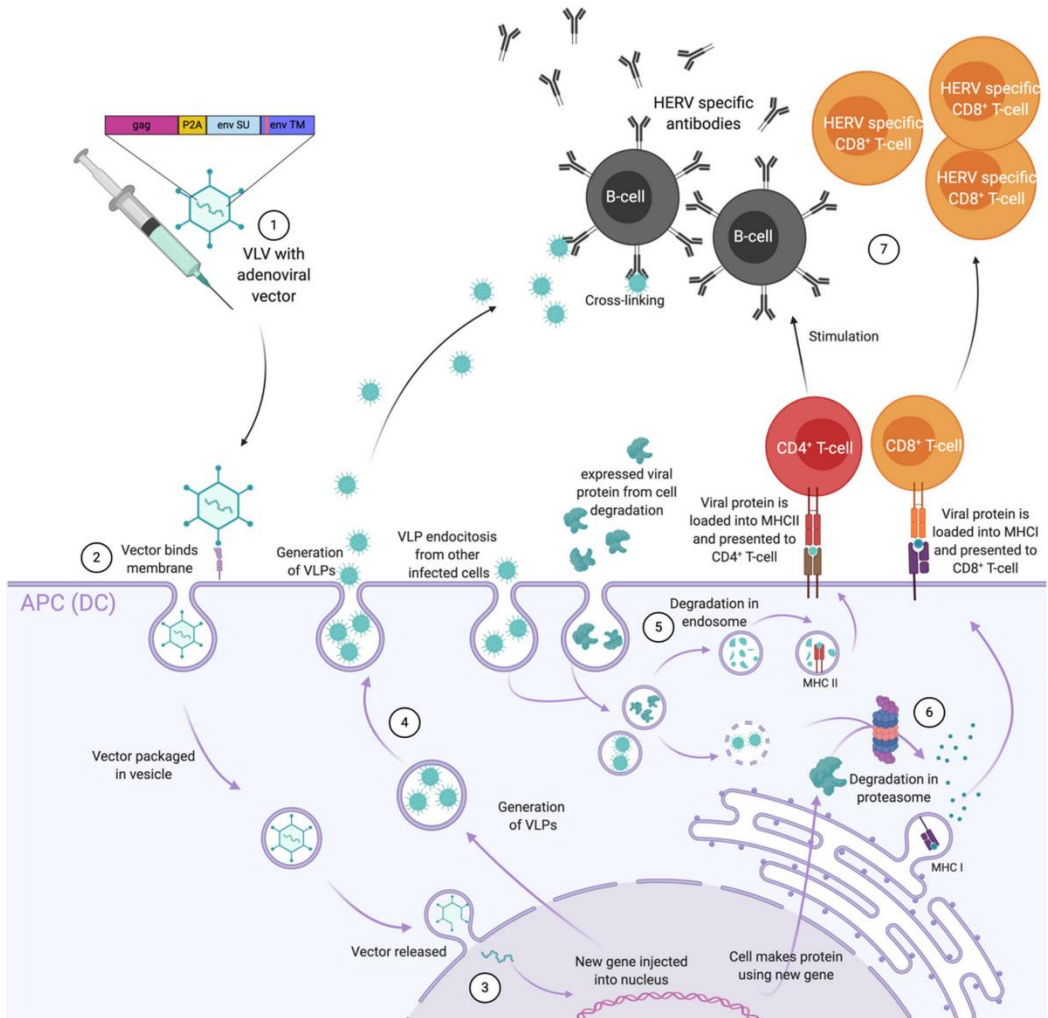 gag
P2A
env SU
env TM
1
VLV with
adenoviral
vector
HERV specific
antibodies
B-cell
B-cell
Cross-linking
HERV specific
CD8+ T-cell
HERV specific
CD8+ T-cell
HERV specific
CD8+ T-cell
7
Stimulation
CD4+ T-cell
CD8+ T-cell
expressed viral
protein from cell
degradation
Viral protein is
loaded into MHCII
and presented to
CD4+ T-cell
Viral protein is
loaded into MHCI
and presented to
CD8+ T-cell
2
Vector binds
membrane
Generation
of VLPs
VLP endocitosis
from other
infected cells
APC (DC)
5
Degradation in
endosome
MHC II
4
6
Vector packaged
in vesicle
Degradation in
proteasome
Generation
of VLPs
MHC I
Vector released
3
New gene injected
into nucleus
Cell makes protein
using new gene